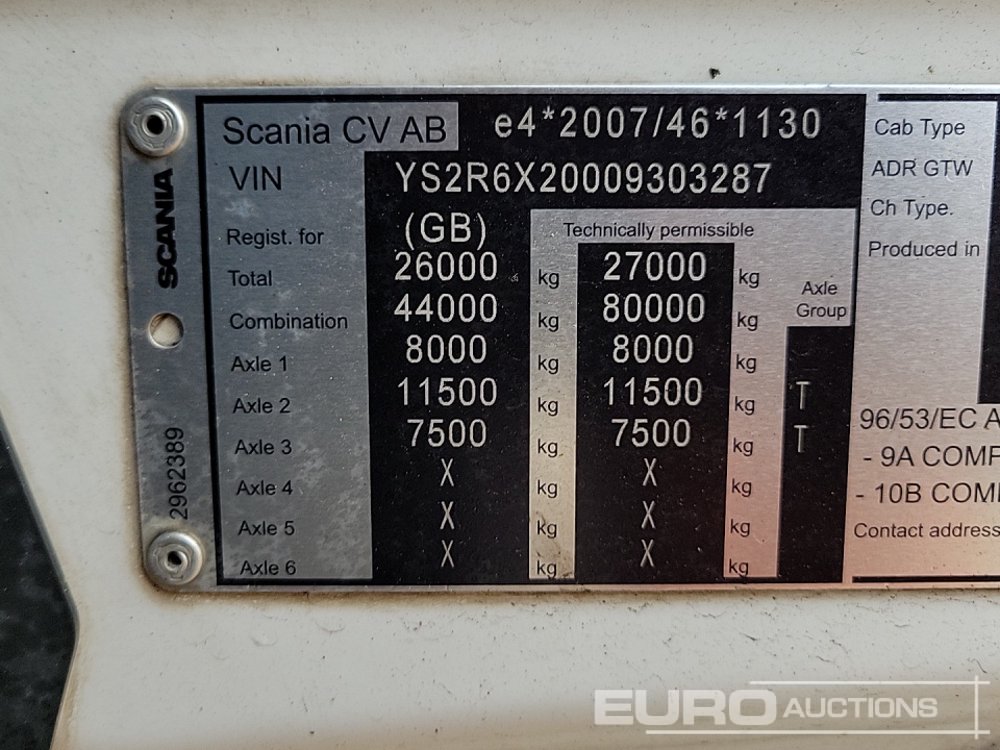 Scania CV AB e4*2007/46*1130
VIN YS2R6X20009303287
Regist. for (GB) Technically permissible
Total 26000 kg 27000 kg Axle Group
Combination 44000 kg 80000 kg
Axle 1 8000 kg 8000 kg
Axle 2 11500 kg 11500 kg T
Axle 3 7500 kg 7500 kg T
Axle 4 X kg X kg
Axle 5 X kg X kg
Axle 6 X kg X kg
SCANIA
2962389
Cab Type
ADR GTW
Ch Type.
Produced in
96/53/EC A
- 9A COMP
- 10B COM
Contact address
EURO AUCTIONS